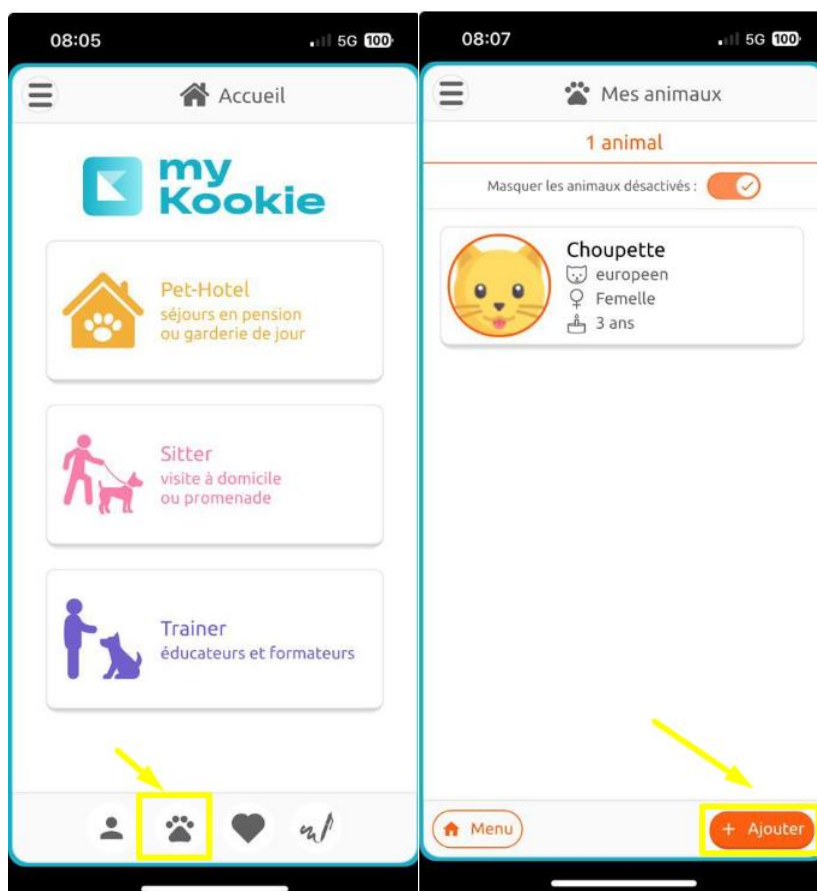 08:05
5G 100
Accueil
my
Kookie
Pet-Hotel
séjours en pension
ou garderie de jour
Sitter
visite à domicile
ou promenade
Trainer
éducateurs et formateurs
08:07
5G 100
Mes animaux
1 animal
Masquer les animaux désactivés :
Choupette
europeen
Femelle
3 ans
Menu
+ Ajouter